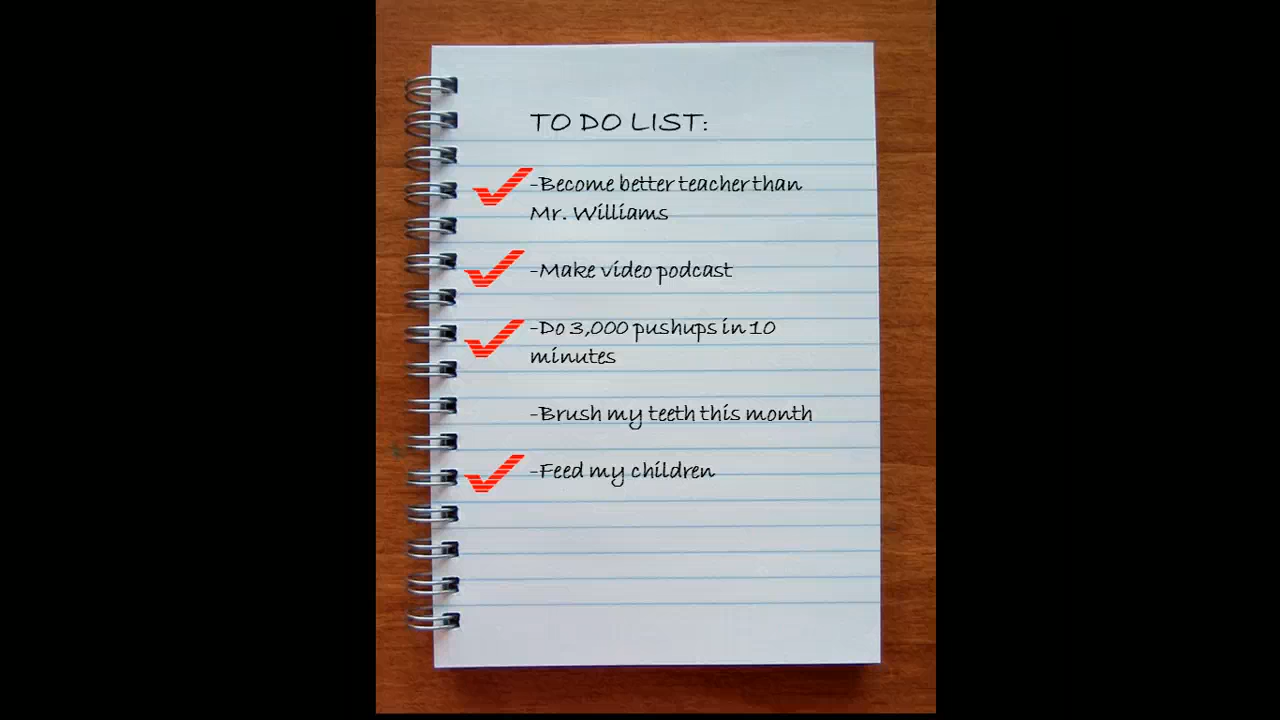 TO DO LIST:
-Become better teacher than
Mr. Williams
-Make video podcast
-Do 3,000 pushups in 10
minutes
-Brush my teeth this month
-Feed my children